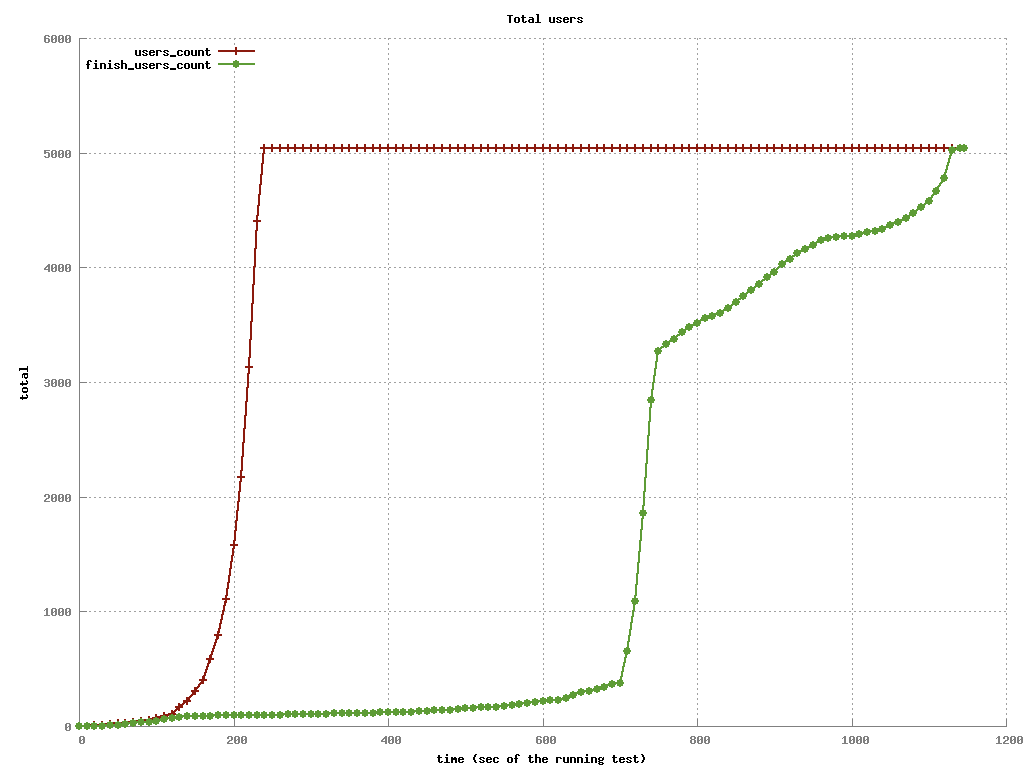 Total users
users_count
finish_users_count
6000
5000
4000
3000
2000
1000
0
total
0 200 400 600 800 1000 1200
time (sec of the running test)